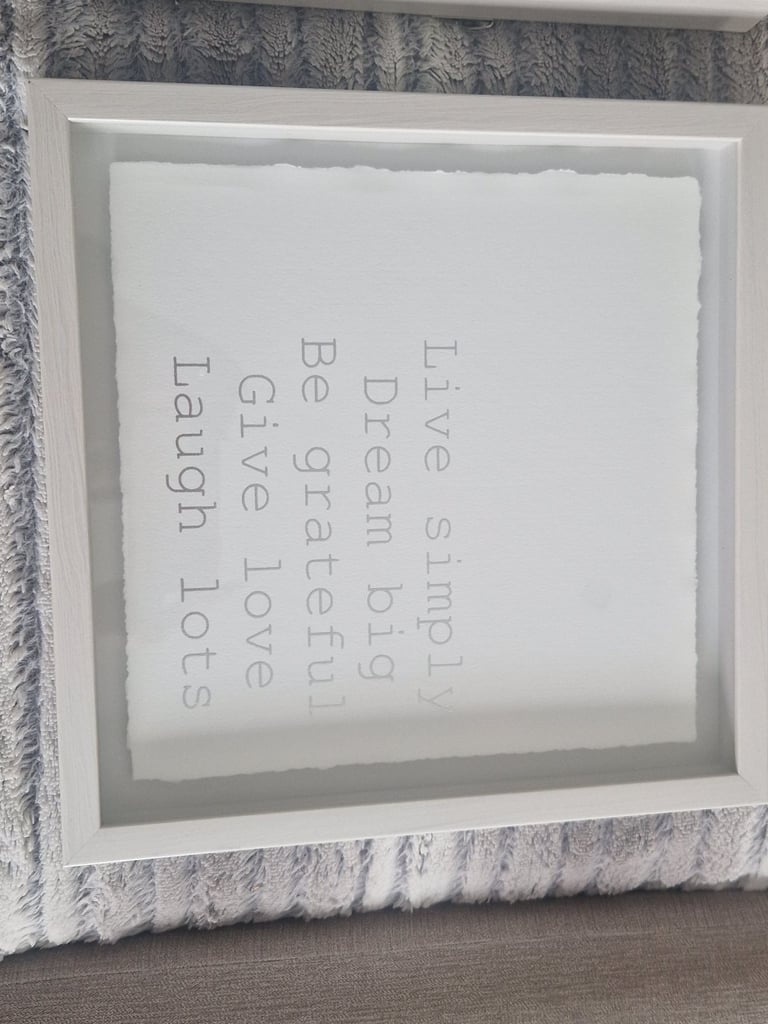 Live simply
Dream big
Be grateful
Give love
Laugh lots